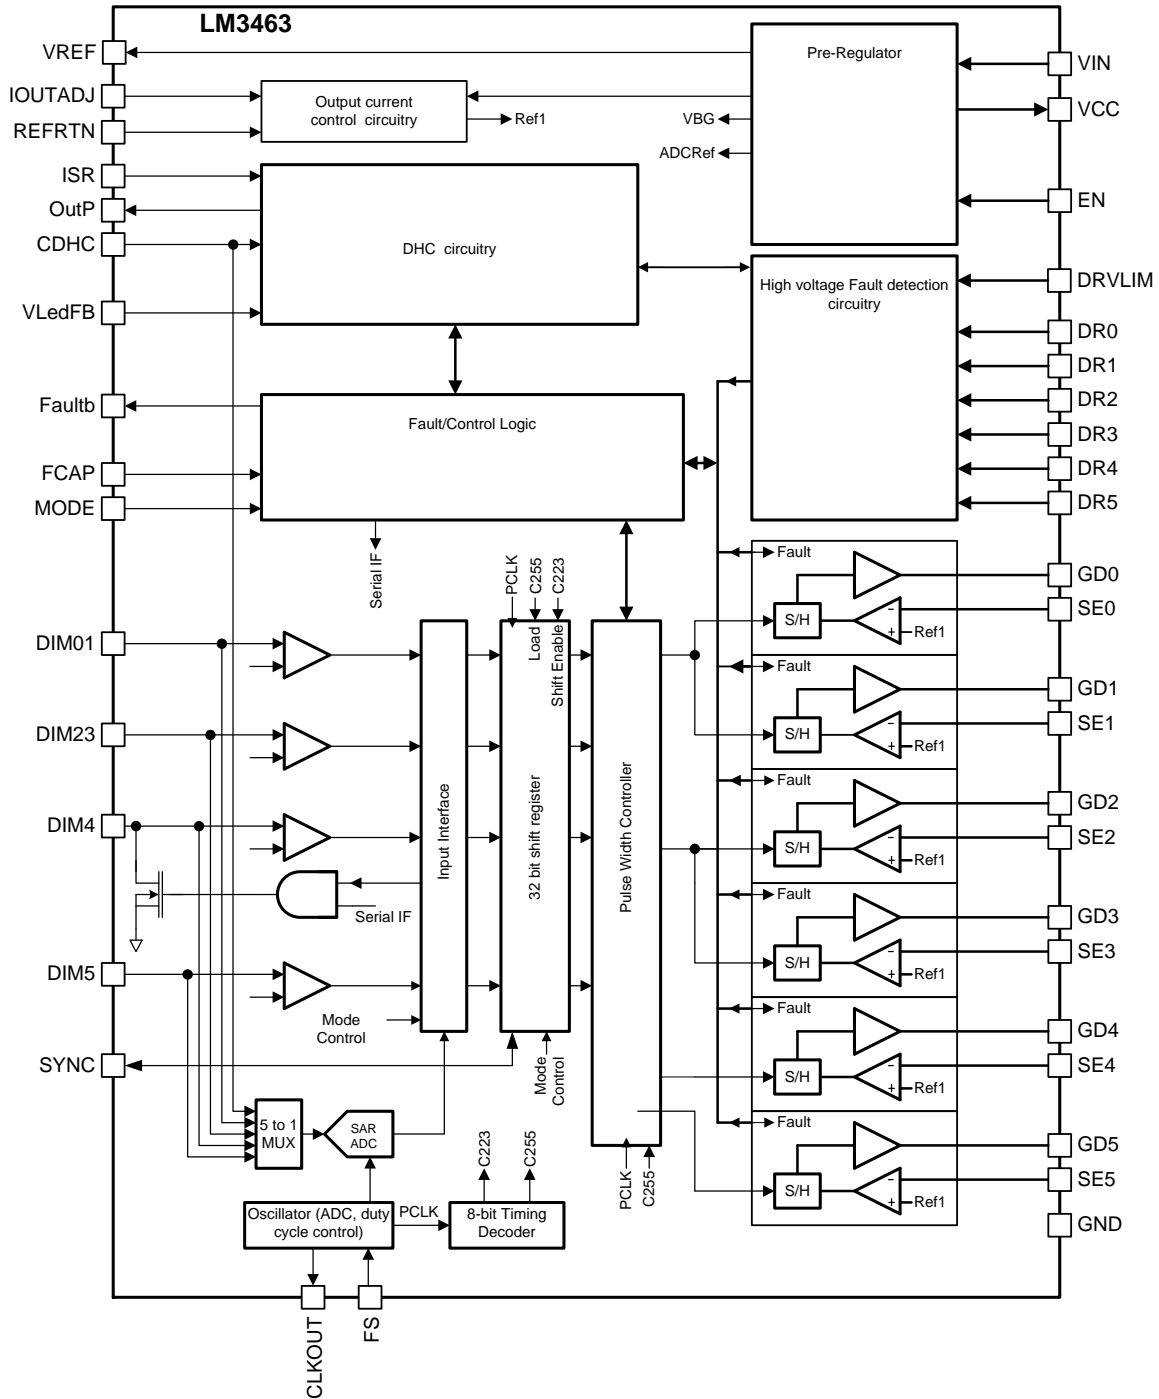 LM3463
VREF
IOUTADJ
REFRTN
ISR
OutP
CDHC
VLedFB
Faultb
FCAP
MODE
DIM01
DIM23
DIM4
DIM5
SYNC
Output current
control circuitry
Ref1
VBG
ADCRef
Pre-Regulator
VIN
VCC
EN
DHC circuitry
High voltage Fault detection
circuitry
DRVLIM
DR0
DR1
DR2
DR3
DR4
DR5
Fault/Control Logic
Serial IF
PCLK
C255
C223
Load
Shift Enable
Input Interface
32 bit shift register
Pulse Width Controller
Serial IF
Mode
Control
Mode
Control
PCLK
C255
Fault
S/H
-
+
Ref1
GD0
SE0
Fault
S/H
-
+
Ref1
GD1
SE1
Fault
S/H
-
+
Ref1
GD2
SE2
Fault
S/H
-
+
Ref1
GD3
SE3
Fault
S/H
-
+
Ref1
GD4
SE4
Fault
S/H
-
+
Ref1
GD5
SE5
GND
5 to 1
MUX
SAR
ADC
C223
C255
Oscillator (ADC, duty
cycle control)
PCLK
8-bit Timing
Decoder
CLKOUT
FS